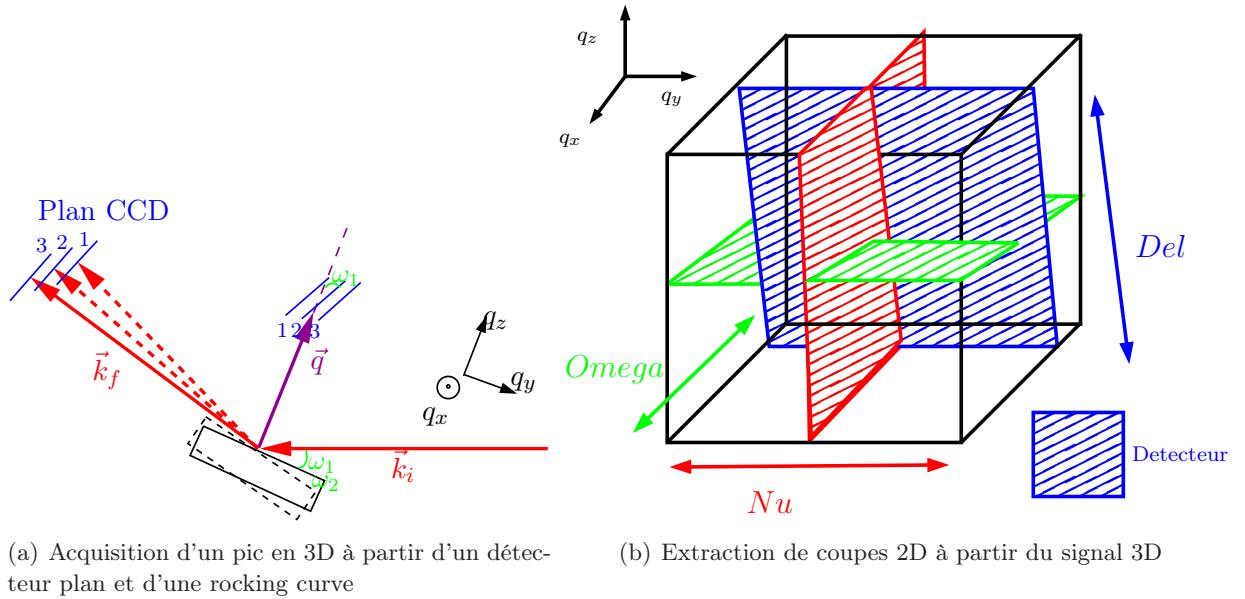 Plan CCD
3 2 1
ω₁
1 2 3
q⃗
k⃗f
q_z
q_y
q_x
k⃗i
ω₁
ω₂
(a) Acquisition d'un pic en 3D à partir d'un détec-
teur plan et d'une rocking curve
q_z
q_y
q_x
Del
Omega
Nu
Detecteur
(b) Extraction de coupes 2D à partir du signal 3D